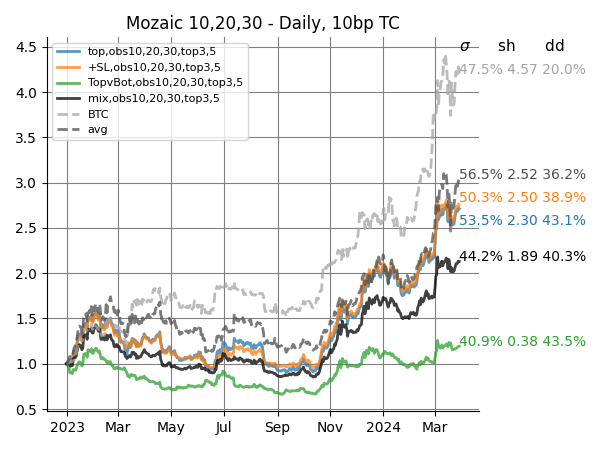 Mozaic 10,20,30 - Daily, 10bp TC
σ sh dd
top,obs10,20,30,top3,5
+SL,obs10,20,30,top3,5
TopvBot,obs10,20,30,top3,5
mix,obs10,20,30,top3,5
BTC
avg
47.5% 4.57 20.0%
56.5% 2.52 36.2%
50.3% 2.50 38.9%
53.5% 2.30 43.1%
44.2% 1.89 40.3%
40.9% 0.38 43.5%
4.5
4.0
3.5
3.0
2.5
2.0
1.5
1.0
0.5
2023 Mar May Jul Sep Nov 2024 Mar